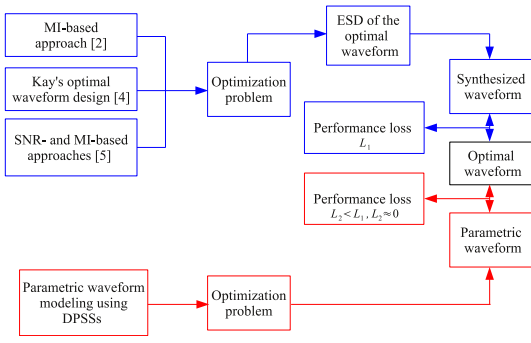 MI-based
approach [2]
Kay's optimal
waveform design [4]
SNR- and MI-based
approaches [5]
Optimization
problem
ESD of the
optimal
waveform
Synthesized
waveform
Performance loss
L₁
Optimal
waveform
Performance loss
L₂<L₁, L₂≈0
Parametric
waveform
Parametric waveform
modeling using
DPSSs
Optimization
problem